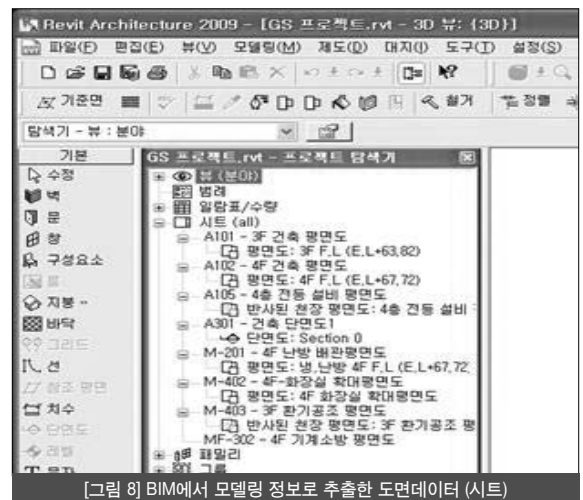 Revit Architecture 2009 - [GS 프로젝트.rvt - 3D 뷰: {3D}]
파일(F) 편집(E) 뷰(V) 모델링(M) 제도(D) 대지(I) 도구(T) 설정(S)
기준면 철거 정렬
탐색기 - 뷰 : 분야
기본
수정
벽
문
창
구성요소
룸
지붕
바닥
그리드
선
참조 평면
치수
단면도
레벨
문자
GS 프로젝트.rvt - 프로젝트 탐색기
뷰 (분야)
범례
일람표/수량
시트 (all)
A101 - 3F 건축 평면도
평면도: 3F F.L (E.L+63,82)
A102 - 4F 건축 평면도
평면도: 4F F.L (E.L+67,72)
A105 - 4층 전등 설비 평면도
반사된 천장 평면도: 4층 전등 설비
A301 - 건축 단면도1
단면도: Section 0
M-201 - 4F 난방 배관평면도
평면도: 냉,난방 4F F.L (E.L+67,72
M-402 - 4F-화장실 확대평면도
평면도: 4F 화장실 확대평면도
M-403 - 3F 환기공조 평면도
반사된 천장 평면도: 3F 환기공조 평
MF-302 - 4F 기계소방 평면도
패밀리
그룹
[그림 8] BIM에서 모델링 정보로 추출한 도면데이터 (시트)